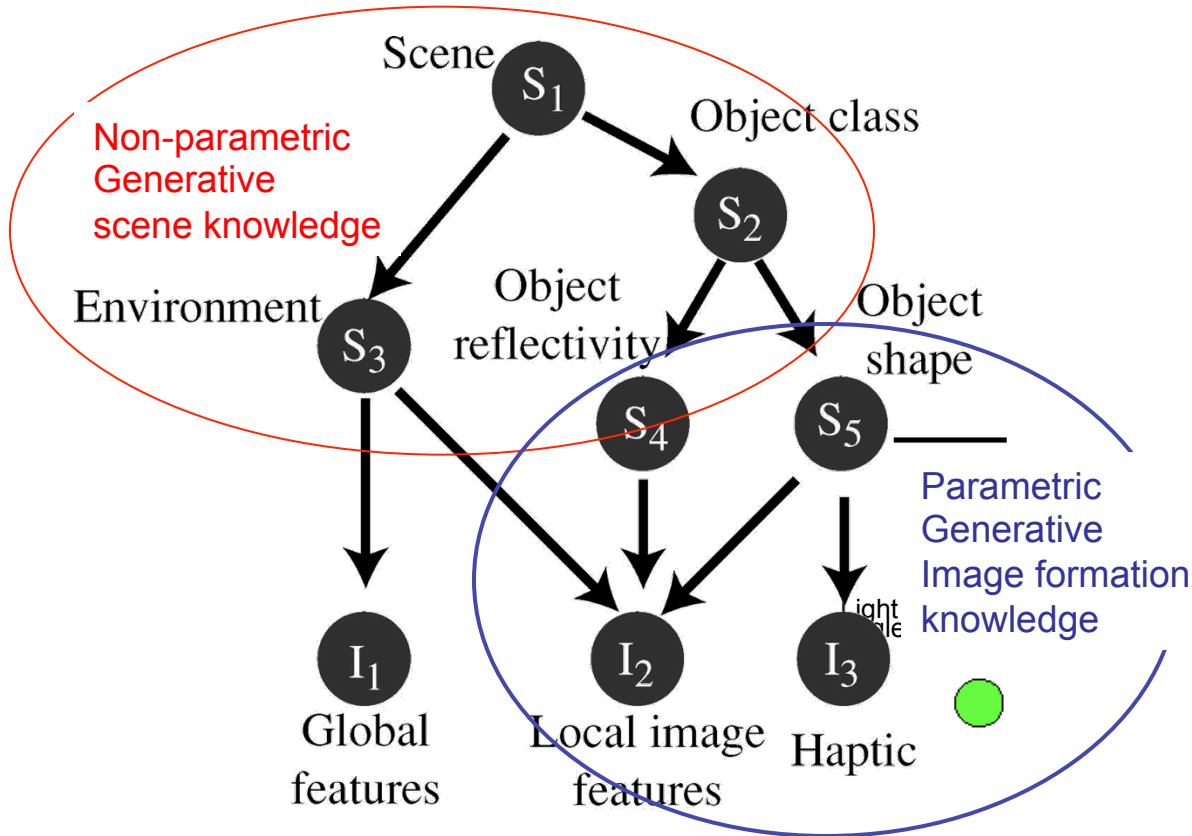 Scene
S1
Object class
Non-parametric
Generative
scene knowledge
S2
Environment
Object
reflectivity
Object
shape
S3
S4
S5
Parametric
Generative
Image formation
knowledge
I1
I2
I3
Global
features
Local image
features
Haptic